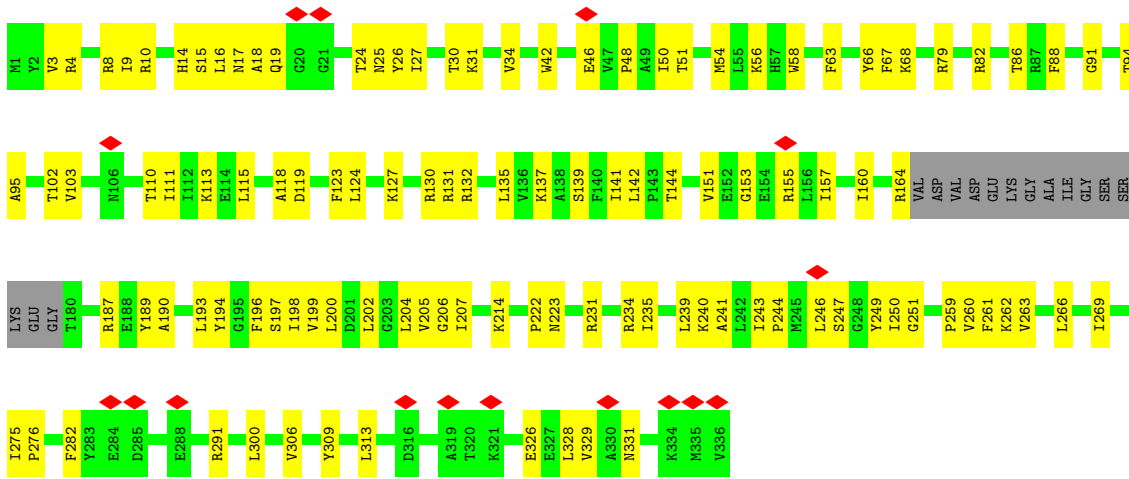 M1 Y2 V3 R4 R8 I9 R10 H14 S15 L16 N17 A18 Q19 G20 G21 T24 N25 Y26 I27 T30 K31 V34 W42 E46 V47 P48 A49 I50 T51 M54 L55 K56 H57 W58 F63 Y66 F67 K68 R79 R82 T86 R87 F88 G91 T94
A95 T102 V103 N106 T110 I111 I112 K113 E114 L115 A118 D119 F123 L124 K127 R130 R131 R132 L135 V136 K137 A138 S139 F140 I141 L142 P143 T144 V151 E152 G153 E154 R155 L156 I157 I160 R164 VAL ASP VAL ASP GLU LYS GLY ALA ILE GLY SER SER
LYS GLU GLY T180 R187 E188 Y189 A190 L193 Y194 G195 F196 S197 I198 V199 L200 D201 L202 G203 L204 V205 G206 I207 K214 P222 N223 R231 R234 I235 L239 K240 A241 L242 I243 P244 M245 L246 S247 G248 Y249 I250 G251 P259 V260 F261 K262 V263 L266 I269
I275 P276 F282 Y283 E284 D285 E288 R291 L300 V306 Y309 L313 D316 A319 T320 K321 E326 E327 L328 V329 A330 N331 K334 M335 V336